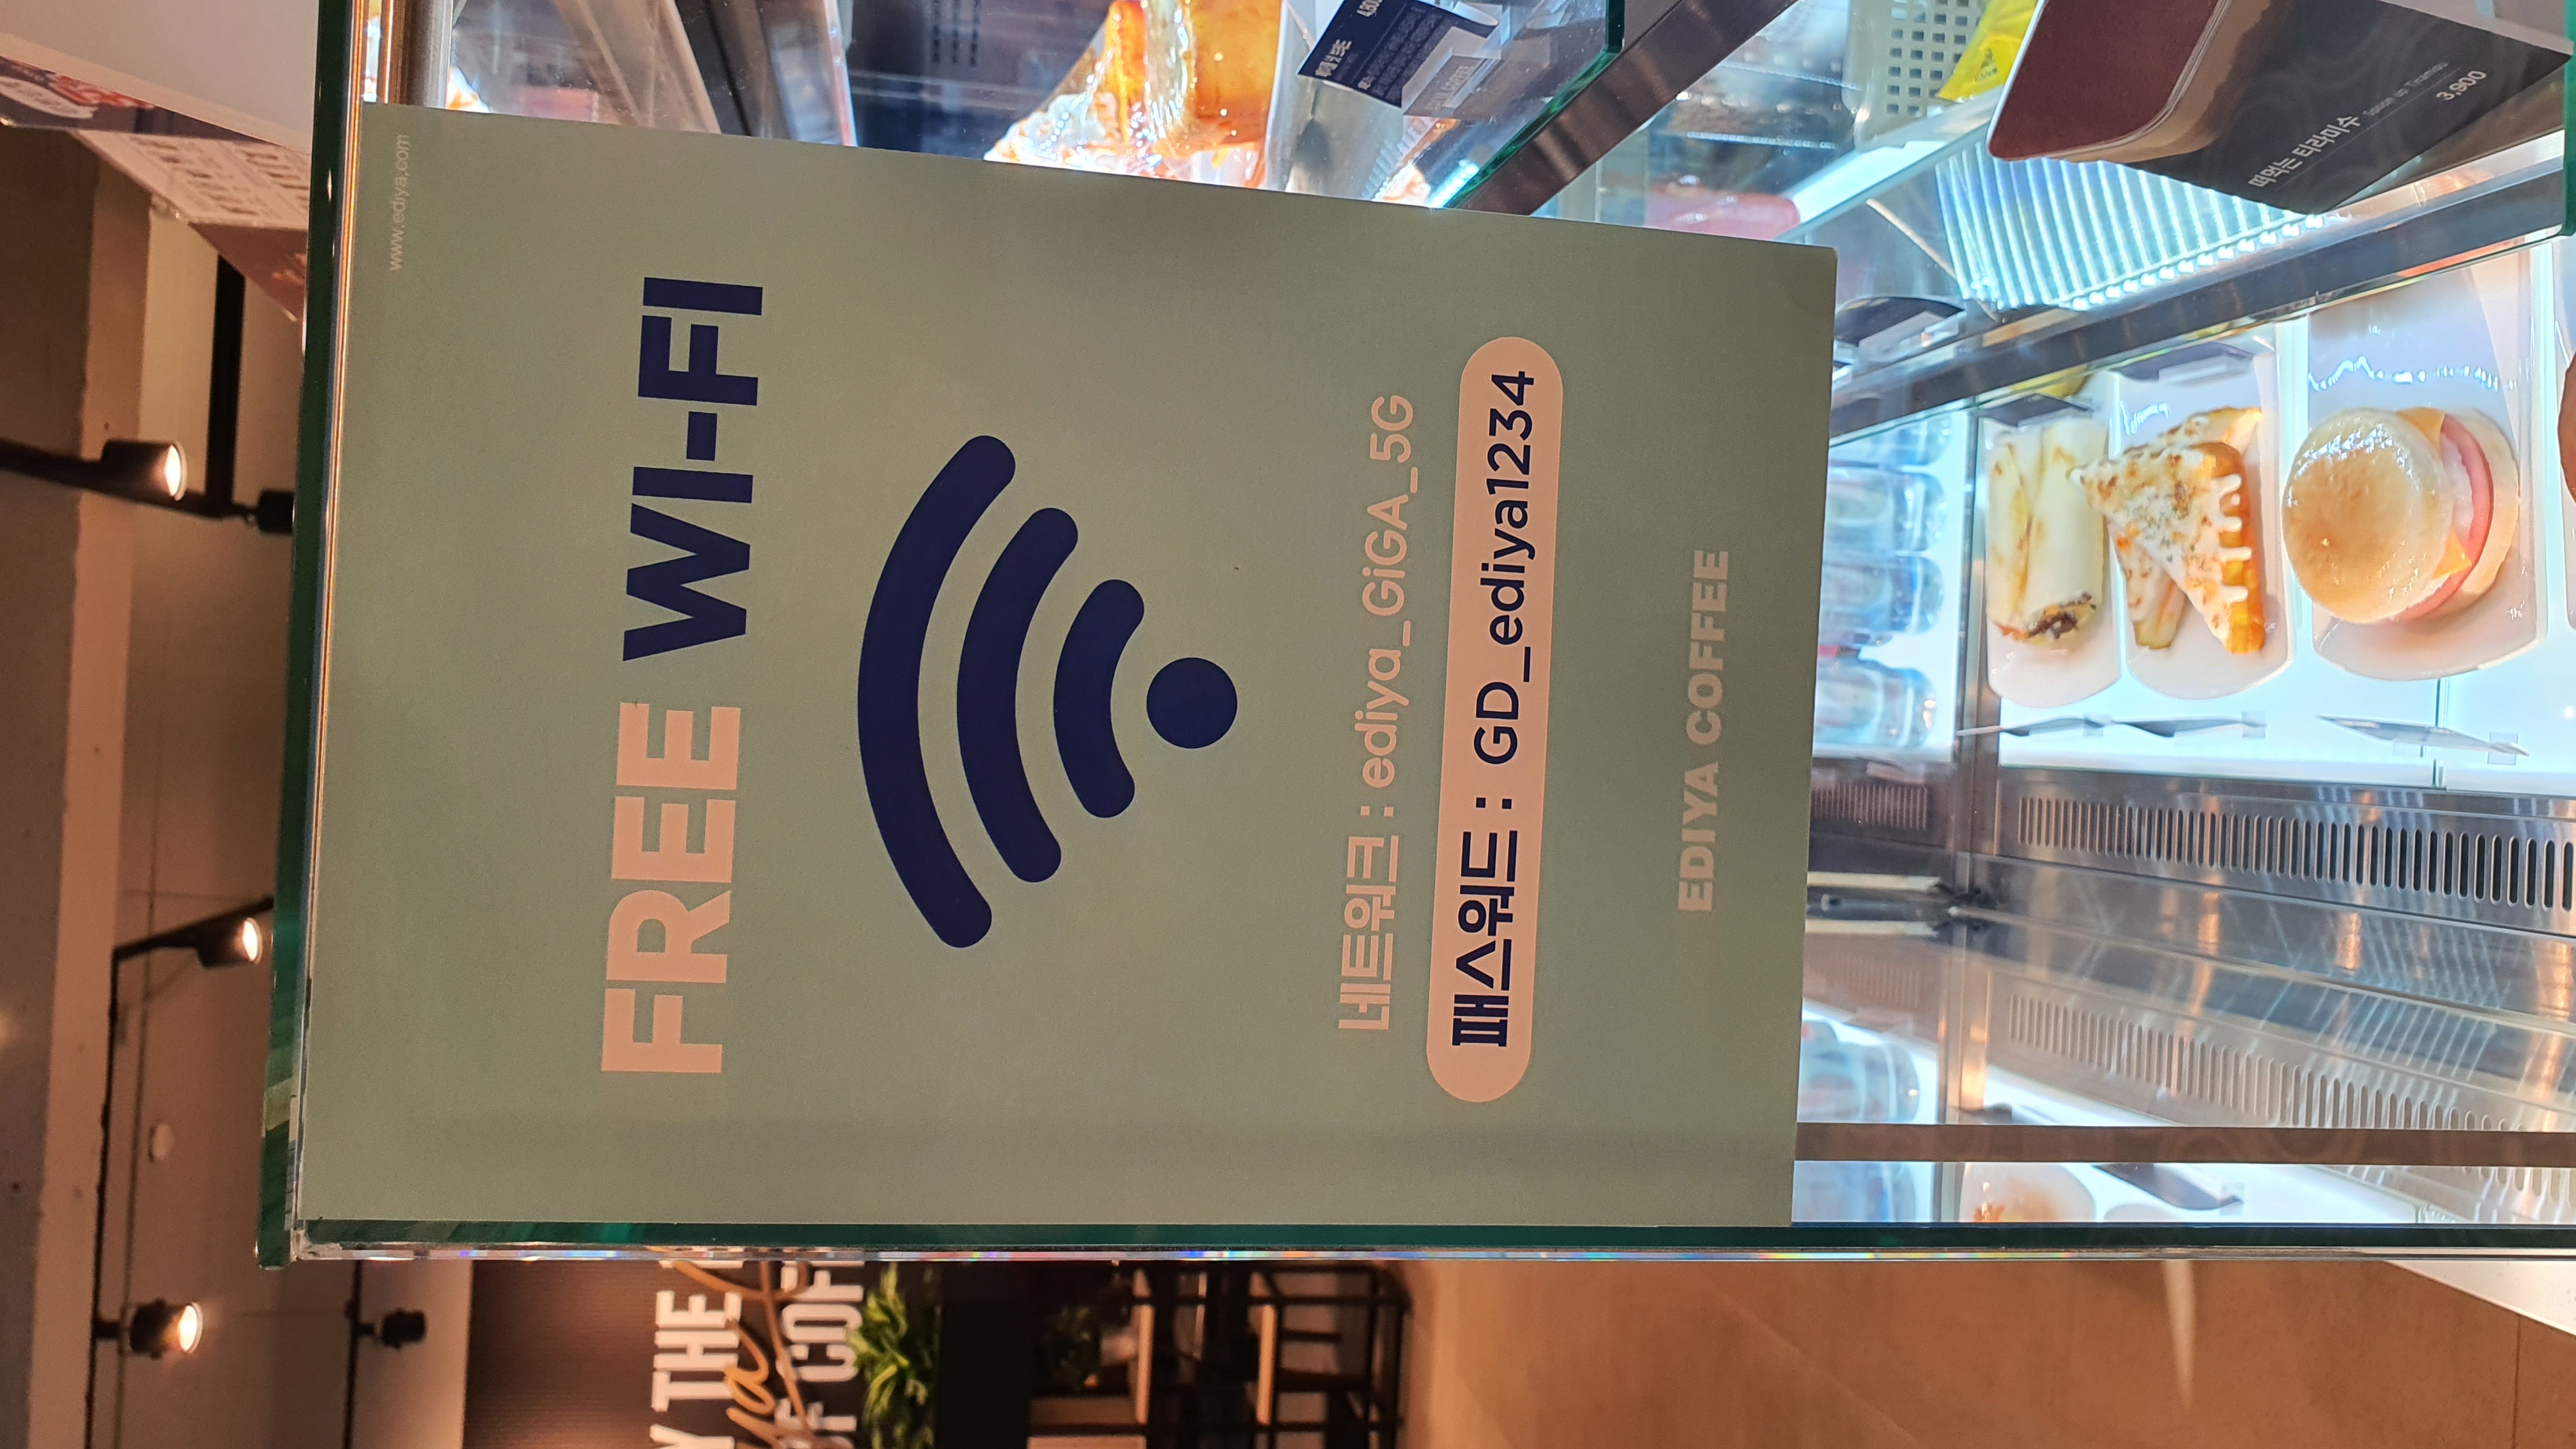 www.ediya.com
FREE WI-FI
네트워크 : ediya_GiGA_5G
패스워드 : GD_ediya1234
EDIYA COFFEE
Y THE
OF COF
떠먹는 티라미수
3,900